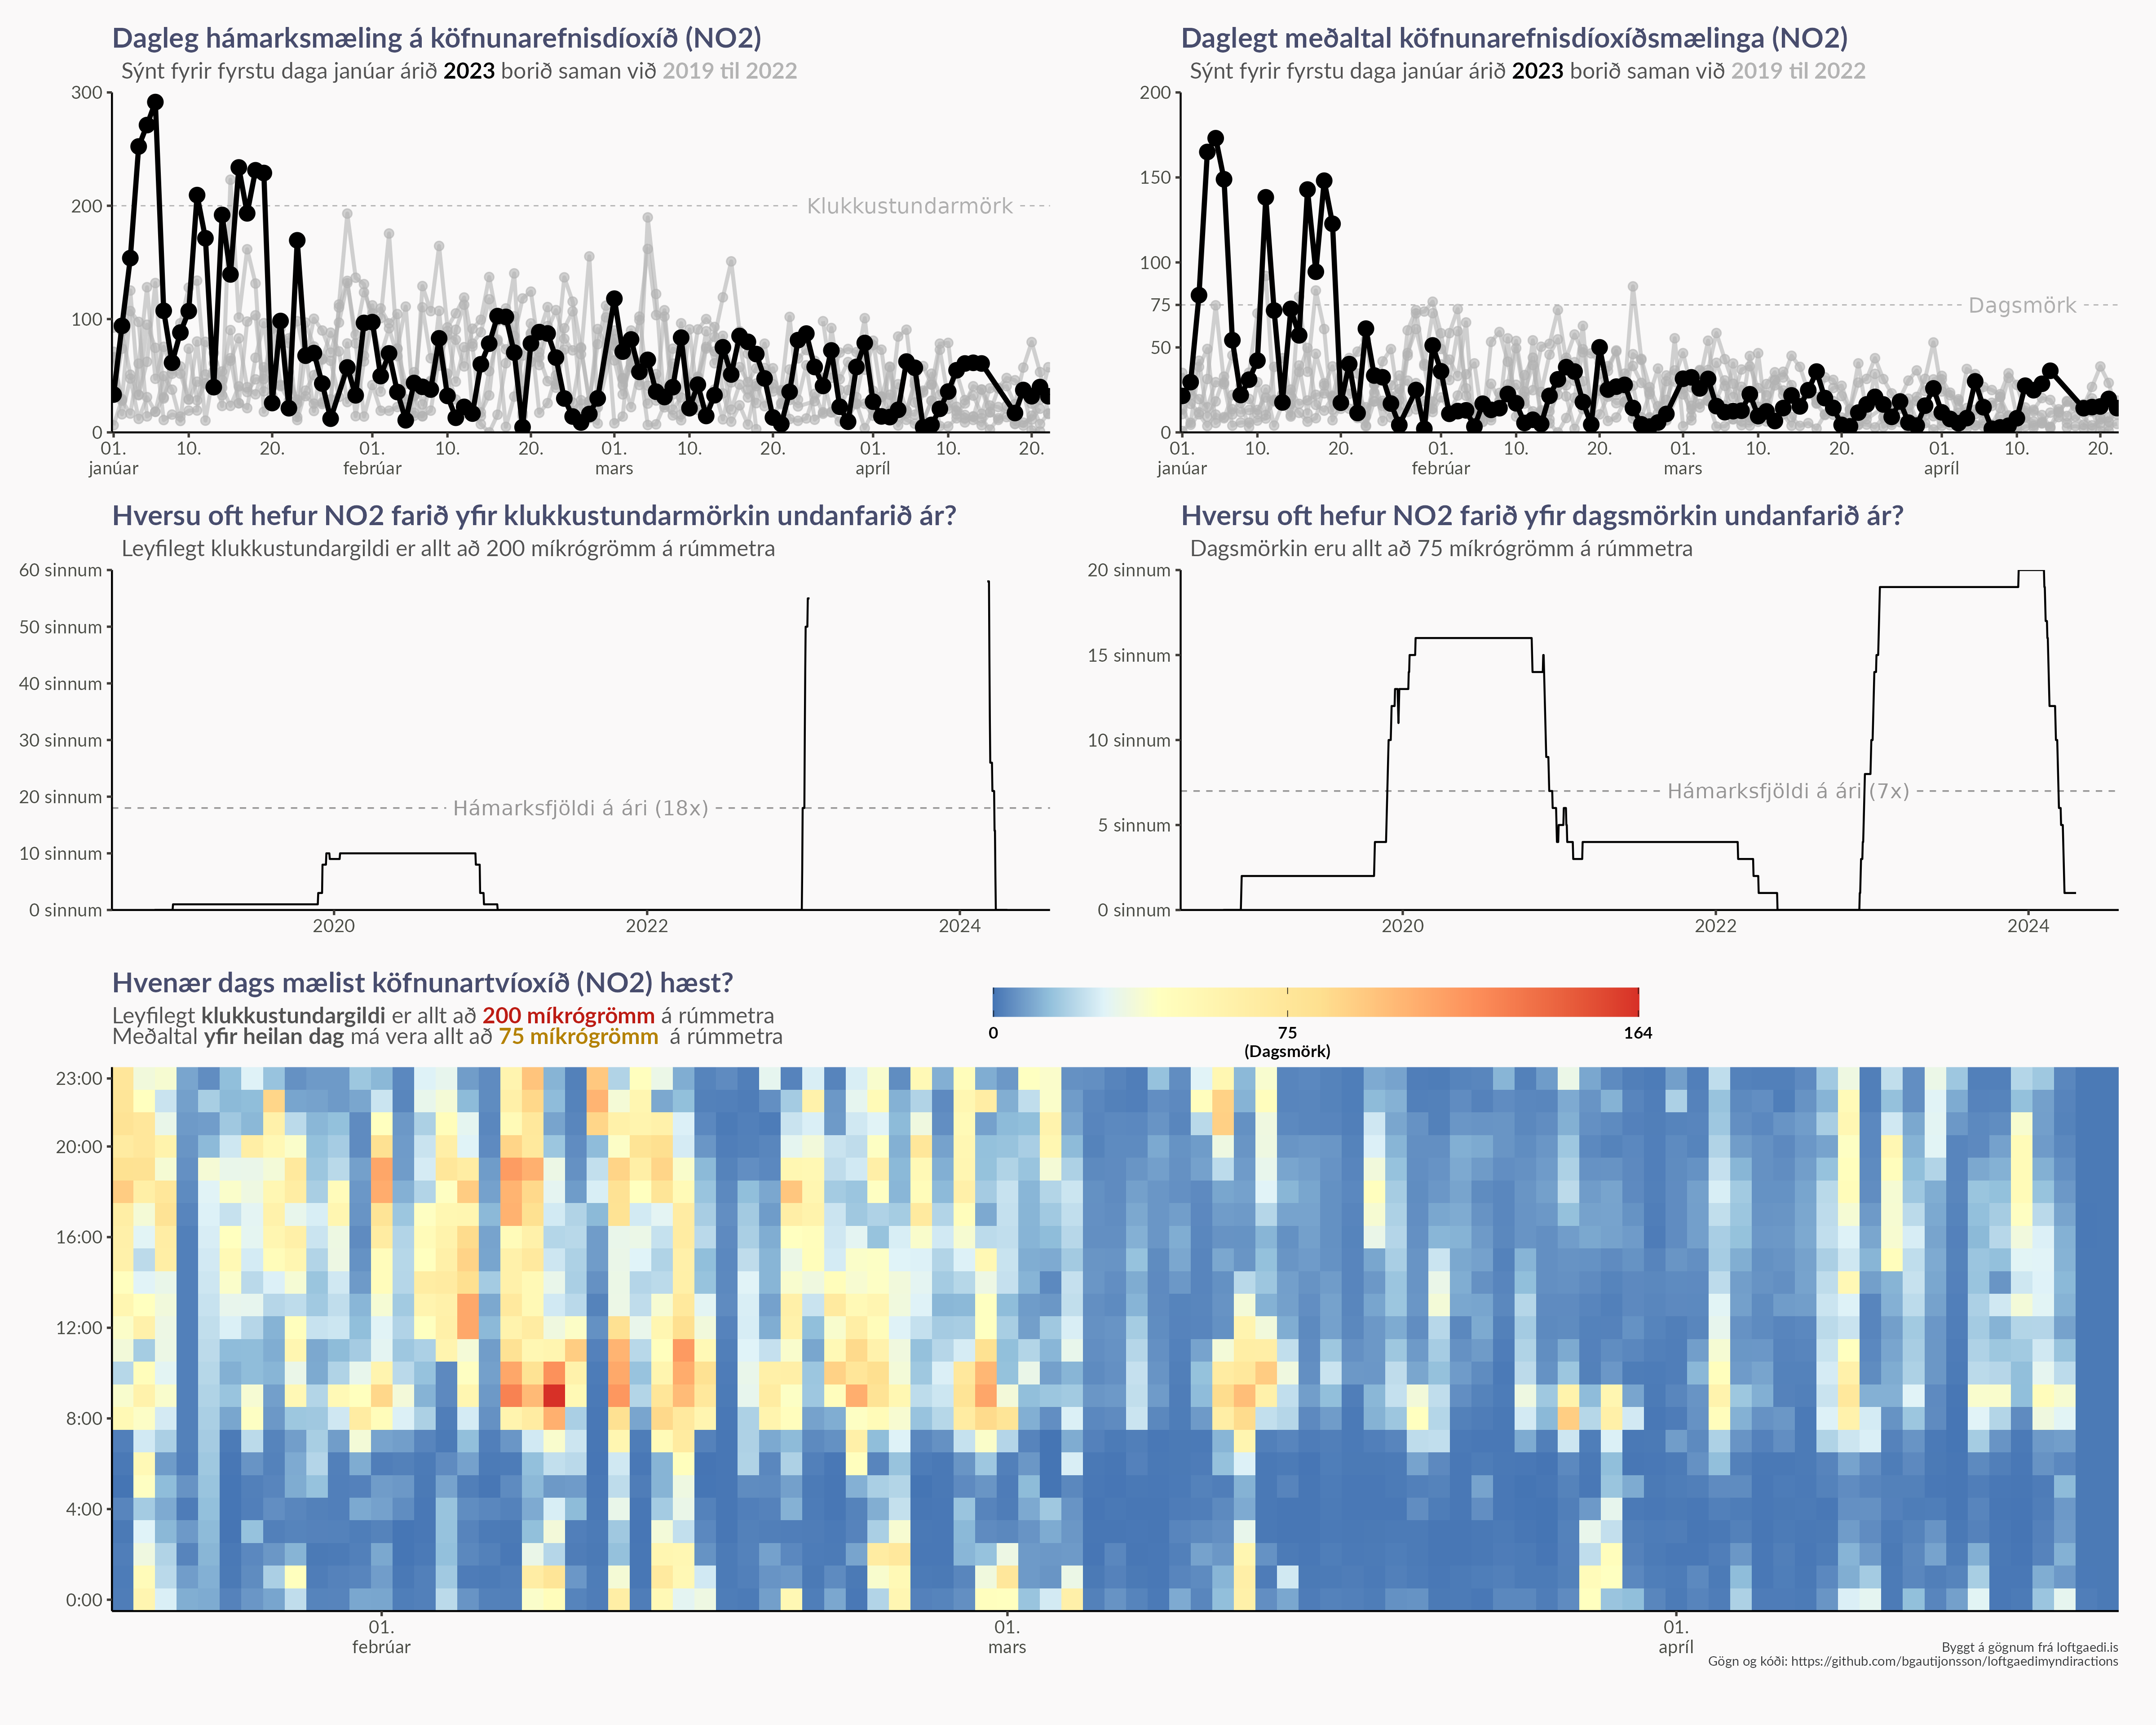 Dagleg hámarksmæling á köfnunarefnisdíoxíð (NO2)
Sýnt fyrir fyrstu daga janúar árið 2023 borið saman við 2019 til 2022
300
200
100
0
Klukkustundarmörk
01. 10. 20. 01. 10. 20. 01. 10. 20. 01. 10. 20.
janúar febrúar mars apríl
Daglegt meðaltal köfnunarefnisdíoxíðsmælinga (NO2)
Sýnt fyrir fyrstu daga janúar árið 2023 borið saman við 2019 til 2022
200
150
100
75
50
0
Dagsmörk
01. 10. 20. 01. 10. 20. 01. 10. 20. 01. 10. 20.
janúar febrúar mars apríl
Hversu oft hefur NO2 farið yfir klukkustundarmörkin undanfarið ár?
Leyfilegt klukkustundargildi er allt að 200 míkrógrömm á rúmmetra
60 sinnum
50 sinnum
40 sinnum
30 sinnum
20 sinnum
10 sinnum
0 sinnum
Hámarksfjöldi á ári (18x)
2020 2022 2024
Hversu oft hefur NO2 farið yfir dagsmörkin undanfarið ár?
Dagsmörkin eru allt að 75 míkrógrömm á rúmmetra
20 sinnum
15 sinnum
10 sinnum
5 sinnum
0 sinnum
Hámarksfjöldi á ári (7x)
2020 2022 2024
Hvenær dags mælist köfnunartvíoxíð (NO2) hæst?
Leyfilegt klukkustundargildi er allt að 200 míkrógrömm á rúmmetra
Meðaltal yfir heilan dag má vera allt að 75 míkrógrömm á rúmmetra
0 75 164
(Dagsmörk)
23:00
20:00
16:00
12:00
8:00
4:00
0:00
01. 01. 01.
febrúar mars apríl
Byggt á gögnum frá loftgaedi.is
Gögn og kóði: https://github.com/bgautijonsson/loftgaedimyndiractions